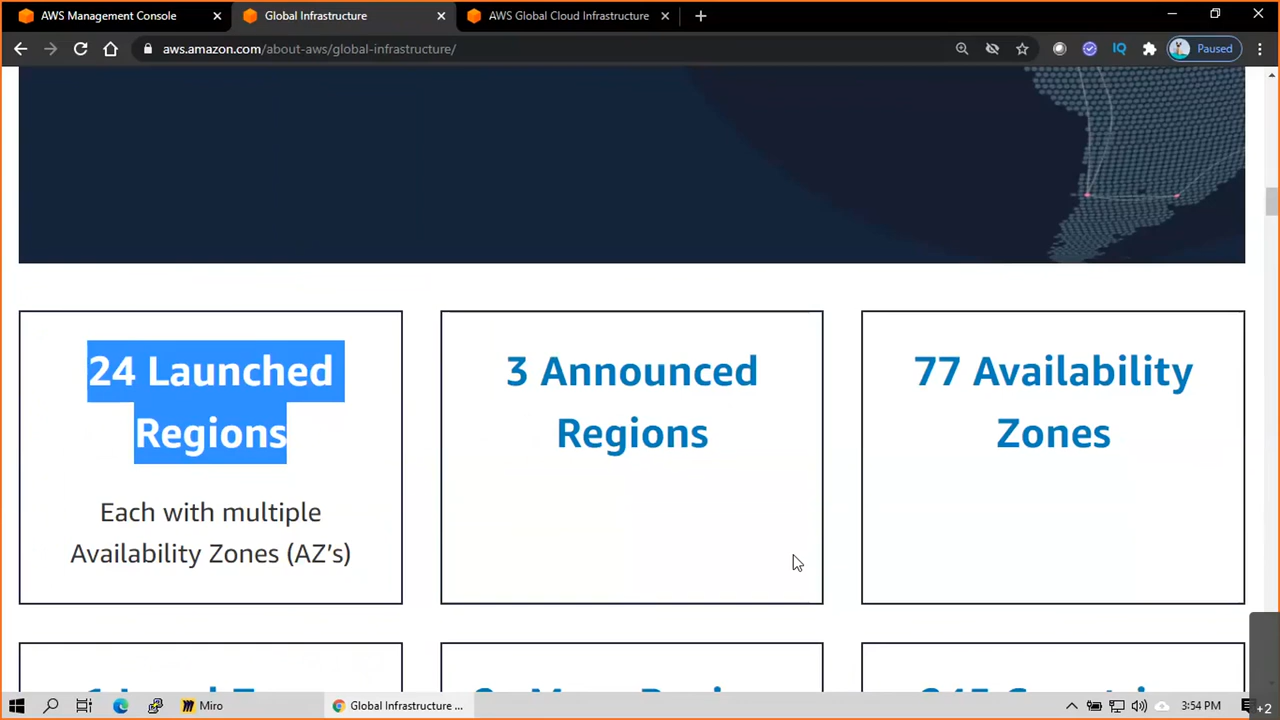 AWS Management Console
Global Infrastructure
AWS Global Cloud Infrastructure
aws.amazon.com/about-aws/global-infrastructure/
IQ
Paused
24 Launched
Regions
Each with multiple
Availability Zones (AZ’s)
3 Announced
Regions
77 Availability
Zones
Miro
Global Infrastructure ...
3:54 PM
+2